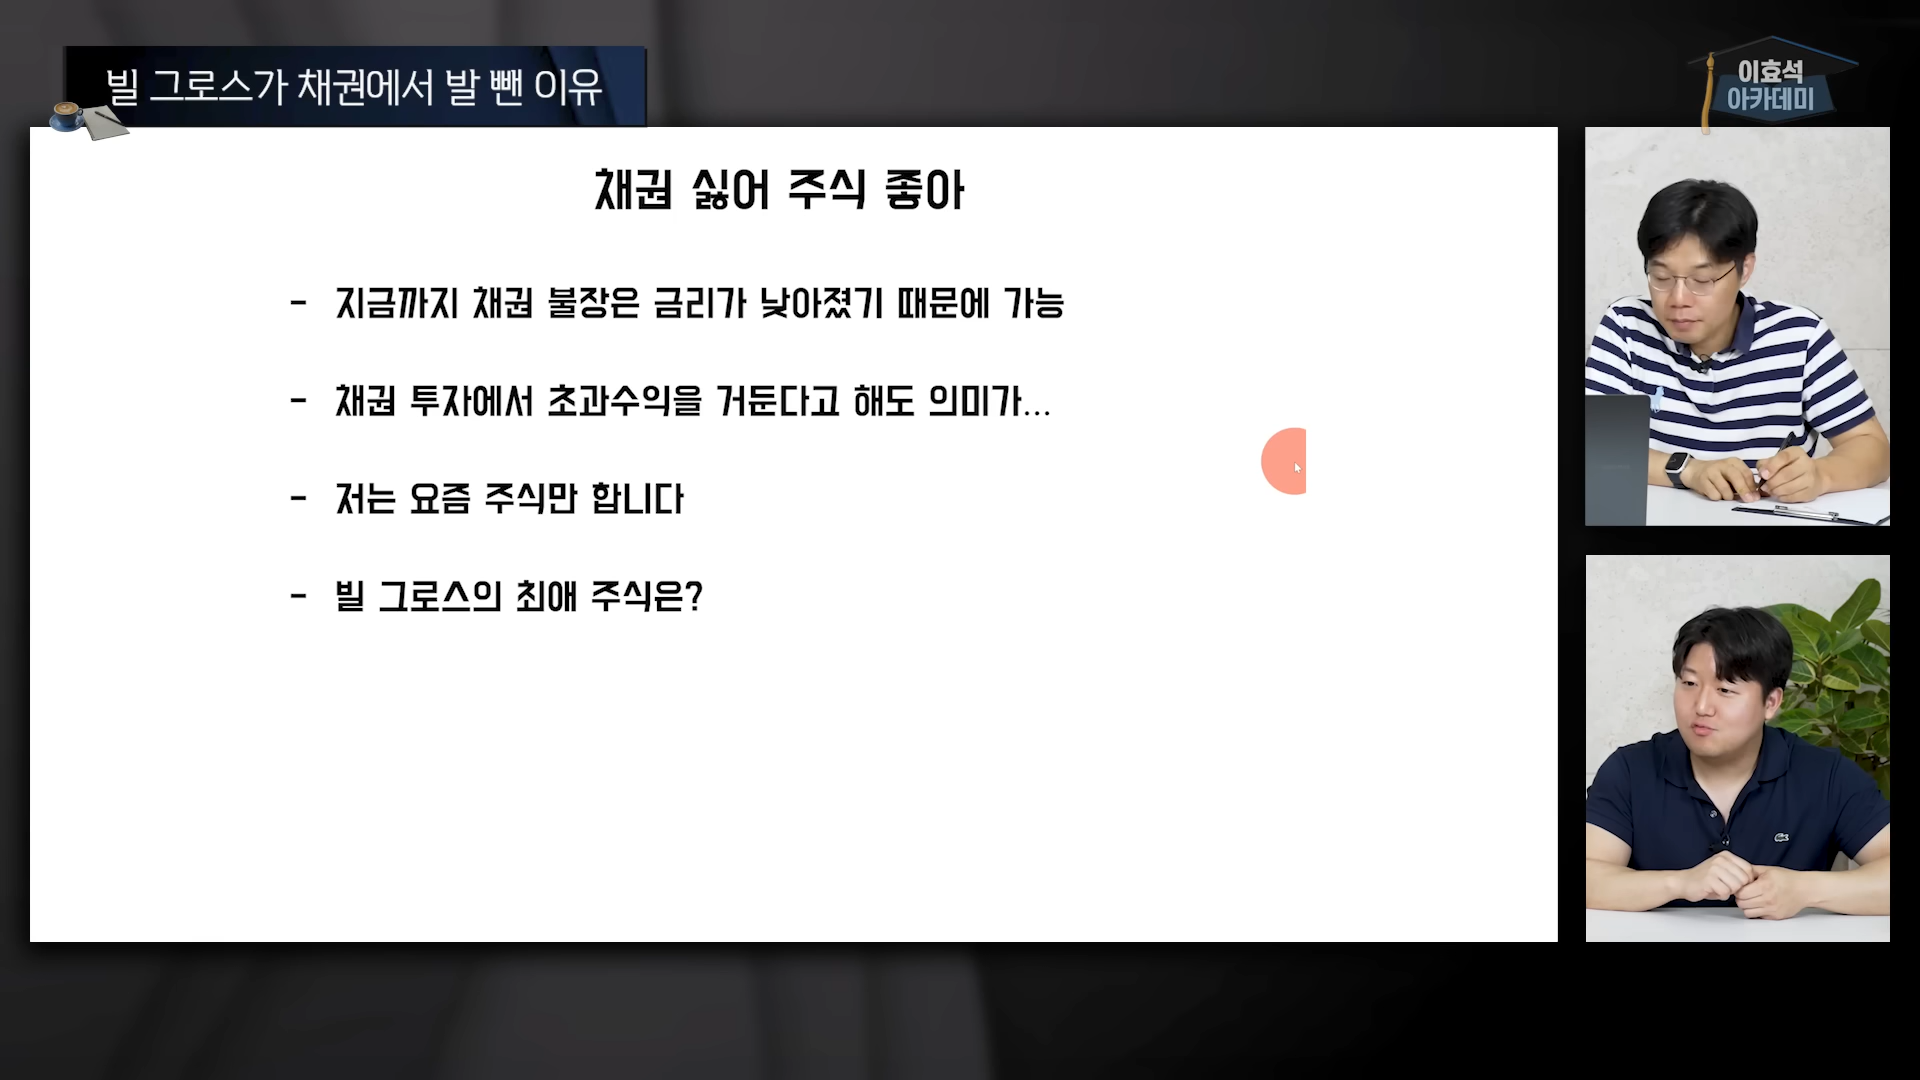 빌 그로스가 채권에서 발 뺀 이유
이효석
아카데미
채권 싫어 주식 좋아
- 지금까지 채권 불장은 금리가 낮아졌기 때문에 가능
- 채권 투자에서 초과수익을 거둔다고 해도 의미가...
- 저는 요즘 주식만 합니다
- 빌 그로스의 최애 주식은?